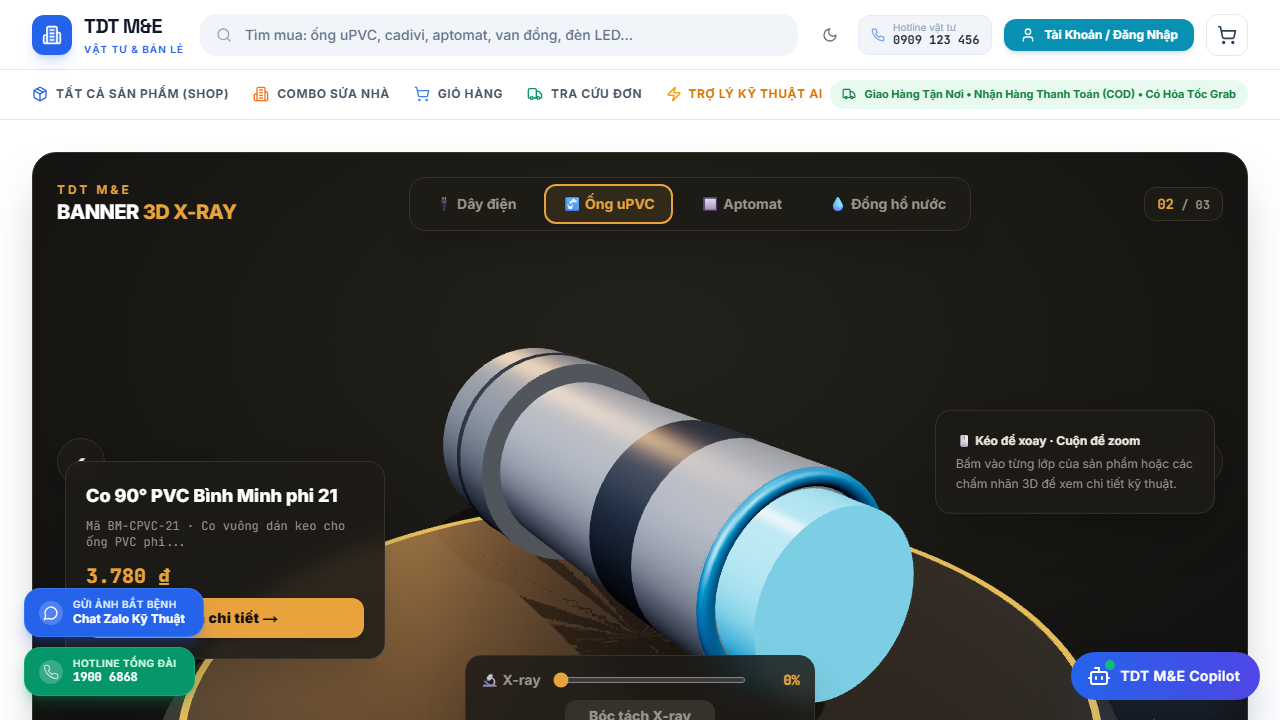 TDT M&E
VẬT TƯ & BÁN LẺ
Tìm mua: ống uPVC, cadivi, aptomat, van đồng, đèn LED...
Hotline vật tư
0909 123 456
Tài Khoản / Đăng Nhập
TẤT CẢ SẢN PHẨM (SHOP)
COMBO SỬA NHÀ
GIỎ HÀNG
TRA CỨU ĐƠN
TRỢ LÝ KỸ THUẬT AI
Giao Hàng Tận Nơi • Nhận Hàng Thanh Toán (COD) • Có Hỏa Tốc Grab
TDT M&E
BANNER 3D X-RAY
Dây điện
Ống uPVC
Aptomat
Đồng hồ nước
02 / 03
Kéo để xoay · Cuộn để zoom
Bấm vào từng lớp của sản phẩm hoặc các
chấm nhãn 3D để xem chi tiết kỹ thuật.
Co 90° PVC Bình Minh phi 21
Mã BM-CPVC-21 · Co vuông dán keo cho
ống PVC phi...
3.780 ₫
chi tiết →
GỬI ẢNH BẮT BỆNH
Chat Zalo Kỹ Thuật
HOTLINE TỔNG ĐÀI
1900 6868
X-ray
0%
Bóc tách X-ray
TDT M&E Copilot